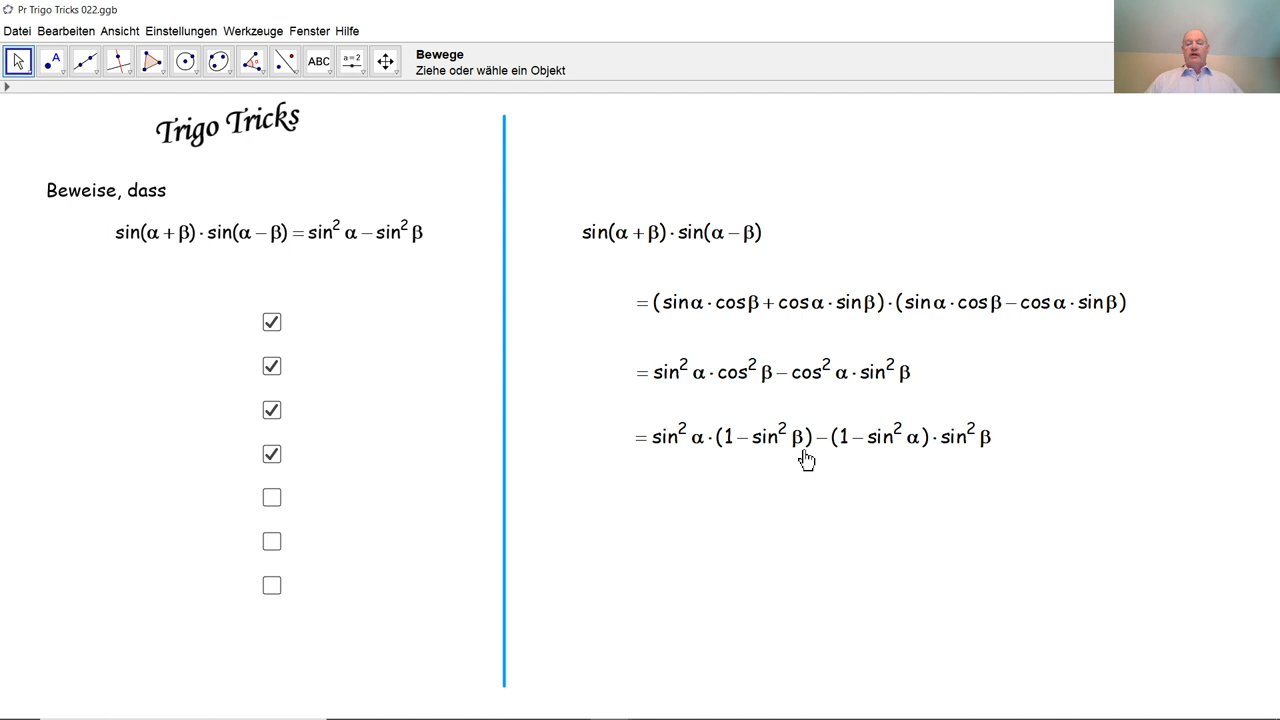 Pr Trigo Tricks 022.ggb
Datei Bearbeiten Ansicht Einstellungen Werkzeuge Fenster Hilfe
A ABC a=2
Bewege
Ziehe oder wähle ein Objekt
Trigo Tricks
Beweise, dass
sin(α+β)·sin(α−β)=sin² α−sin² β
sin(α+β)·sin(α−β)
=(sinα·cosβ+cosα·sinβ)·(sinα·cosβ−cosα·sinβ)
=sin² α·cos² β−cos² α·sin² β
=sin² α·(1−sin² β)−(1−sin² α)·sin² β